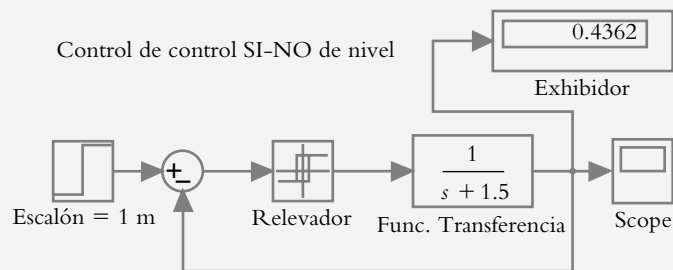 0.4362
Control de control SI-NO de nivel
Exhibidor
+
−
1
s + 1.5
Escalón = 1 m
Relevador
Func. Transferencia
Scope